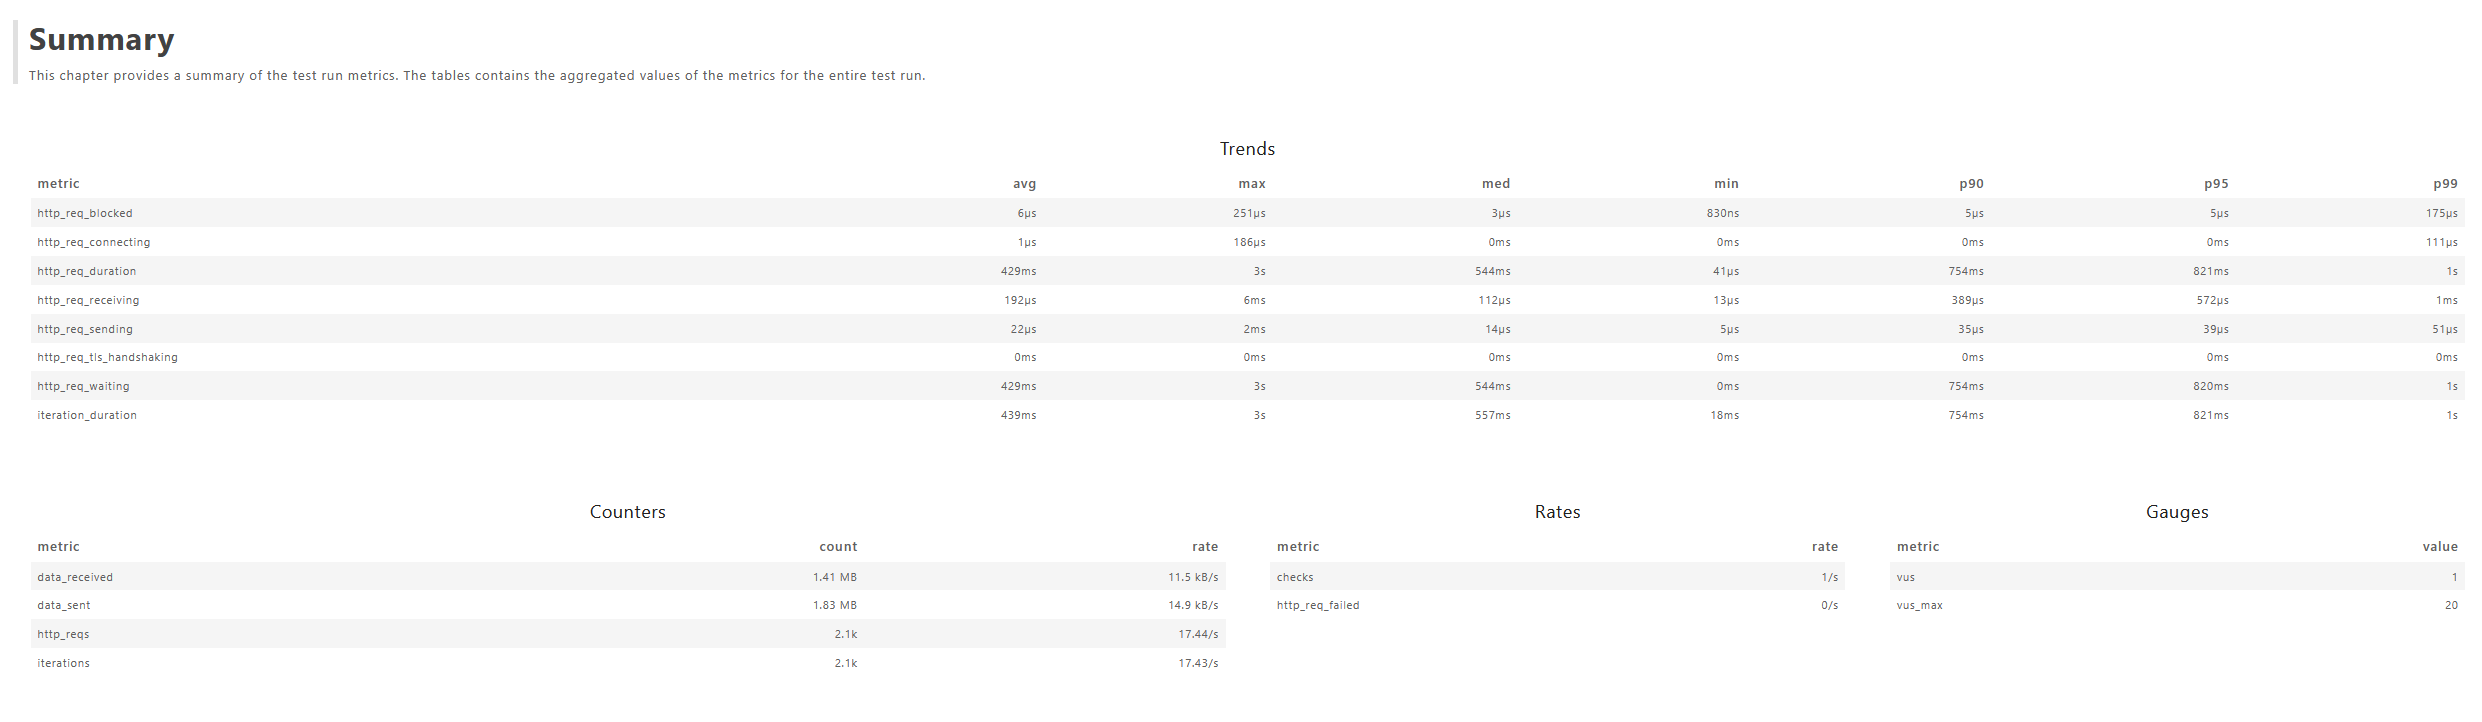 Summary
This chapter provides a summary of the test run metrics. The tables contains the aggregated values of the metrics for the entire test run.
Trends
metric avg max med min p90 p95 p99
http_req_blocked 6µs 251µs 3µs 830ns 5µs 5µs 175µs
http_req_connecting 1µs 186µs 0ms 0ms 0ms 0ms 111µs
http_req_duration 429ms 3s 544ms 41µs 754ms 821ms 1s
http_req_receiving 192µs 6ms 112µs 13µs 389µs 572µs 1ms
http_req_sending 22µs 2ms 14µs 5µs 35µs 39µs 51µs
http_req_tls_handshaking 0ms 0ms 0ms 0ms 0ms 0ms 0ms
http_req_waiting 429ms 3s 544ms 0ms 754ms 820ms 1s
iteration_duration 439ms 3s 557ms 18ms 754ms 821ms 1s
Counters
metric count rate
data_received 1.41 MB 11.5 kB/s
data_sent 1.83 MB 14.9 kB/s
http_reqs 2.1k 17.44/s
iterations 2.1k 17.43/s
Rates
metric rate
checks 1/s
http_req_failed 0/s
Gauges
metric value
vus 1
vus_max 20